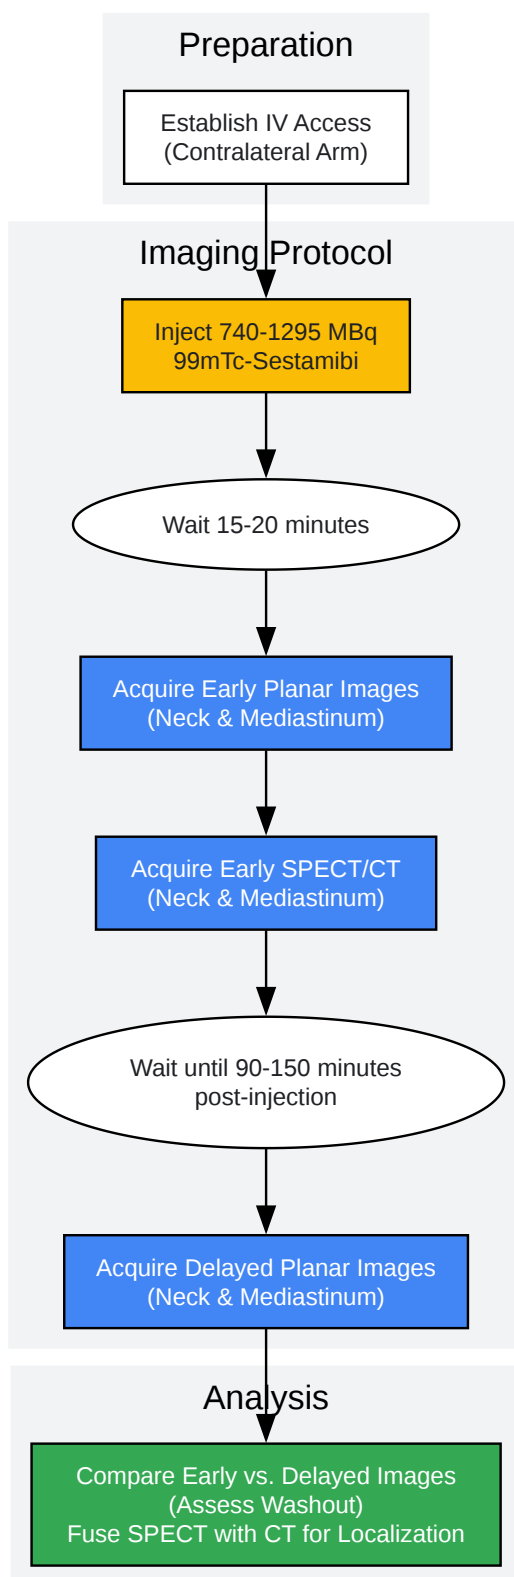 Preparation
Establish IV Access
(Contralateral Arm)
Imaging Protocol
Inject 740-1295 MBq
99mTc-Sestamibi
Wait 15-20 minutes
Acquire Early Planar Images
(Neck & Mediastinum)
Acquire Early SPECT/CT
(Neck & Mediastinum)
Wait until 90-150 minutes
post-injection
Acquire Delayed Planar Images
(Neck & Mediastinum)
Analysis
Compare Early vs. Delayed Images
(Assess Washout)
Fuse SPECT with CT for Localization